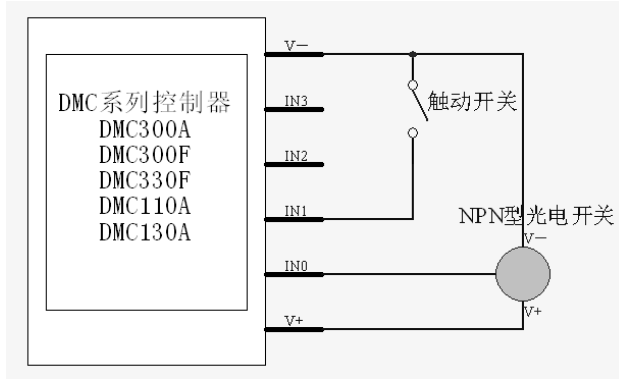 V—
IN3
IN2
IN1
IN0
V+
DMC系列控制器
DMC300A
DMC300F
DMC330F
DMC110A
DMC130A
触动开关
NPN型光电开关
V—
V+